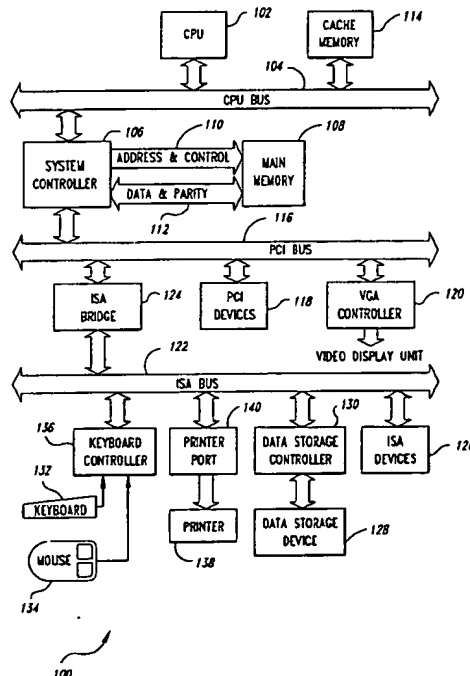 102
114
CPU
CACHE
MEMORY
104
CPU BUS
106
110
108
SYSTEM
CONTROLLER
ADDRESS & CONTROL
MAIN
MEMORY
DATA & PARITY
112
116
PCI BUS
124
ISA
BRIDGE
PCI
DEVICES
118
VGA
CONTROLLER
120
122
VIDEO DISPLAY UNIT
ISA BUS
136
140
130
KEYBOARD
CONTROLLER
PRINTER
PORT
DATA STORAGE
CONTROLLER
ISA
DEVICES
132
KEYBOARD
PRINTER
138
DATA STORAGE
DEVICE
128
MOUSE
134
100